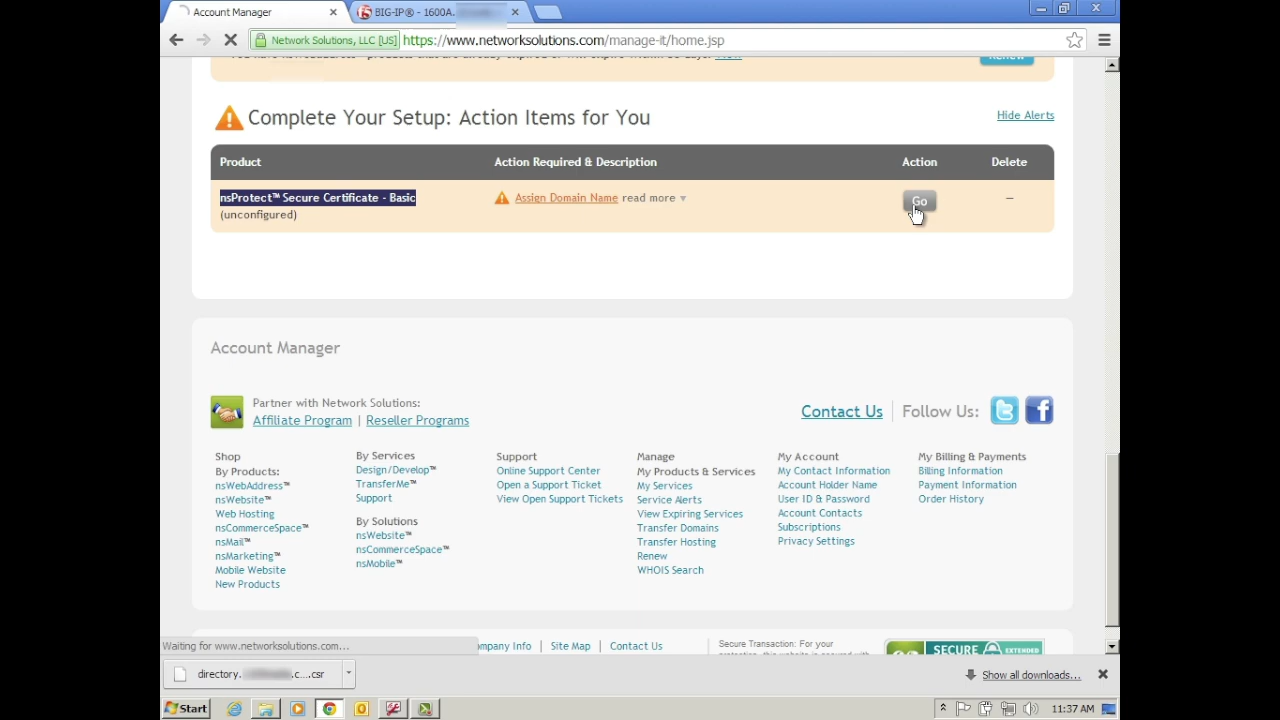 Account Manager
BIG-IP® - 1600A.
Network Solutions, LLC [US]
https://www.networksolutions.com/manage-it/home.jsp
Complete Your Setup: Action Items for You
Hide Alerts
Product
Action Required & Description
Action
Delete
nsProtect™ Secure Certificate - Basic
(unconfigured)
Assign Domain Name read more
Go
–
Account Manager
Partner with Network Solutions:
Affiliate Program | Reseller Programs
Contact Us
Follow Us:
Shop
By Products:
nsWebAddress™
nsWebsite™
Web Hosting
nsCommerceSpace™
nsMail™
nsMarketing™
Mobile Website
New Products
By Services
Design/Develop™
TransferMe™
Support
By Solutions
nsWebsite™
nsCommerceSpace™
nsMobile™
Support
Online Support Center
Open a Support Ticket
View Open Support Tickets
Manage
My Products & Services
My Services
Service Alerts
View Expiring Services
Transfer Domains
Transfer Hosting
Renew
WHOIS Search
My Account
My Contact Information
Account Holder Name
User ID & Password
Account Contacts
Subscriptions
Privacy Settings
My Billing & Payments
Billing Information
Payment Information
Order History
Waiting for www.networksolutions.com...
Info
Site Map
Contact Us
Secure Transaction: For your
SECURE
EXTENDED
directory.
.c....csr
Show all downloads...
Start
11:37 AM